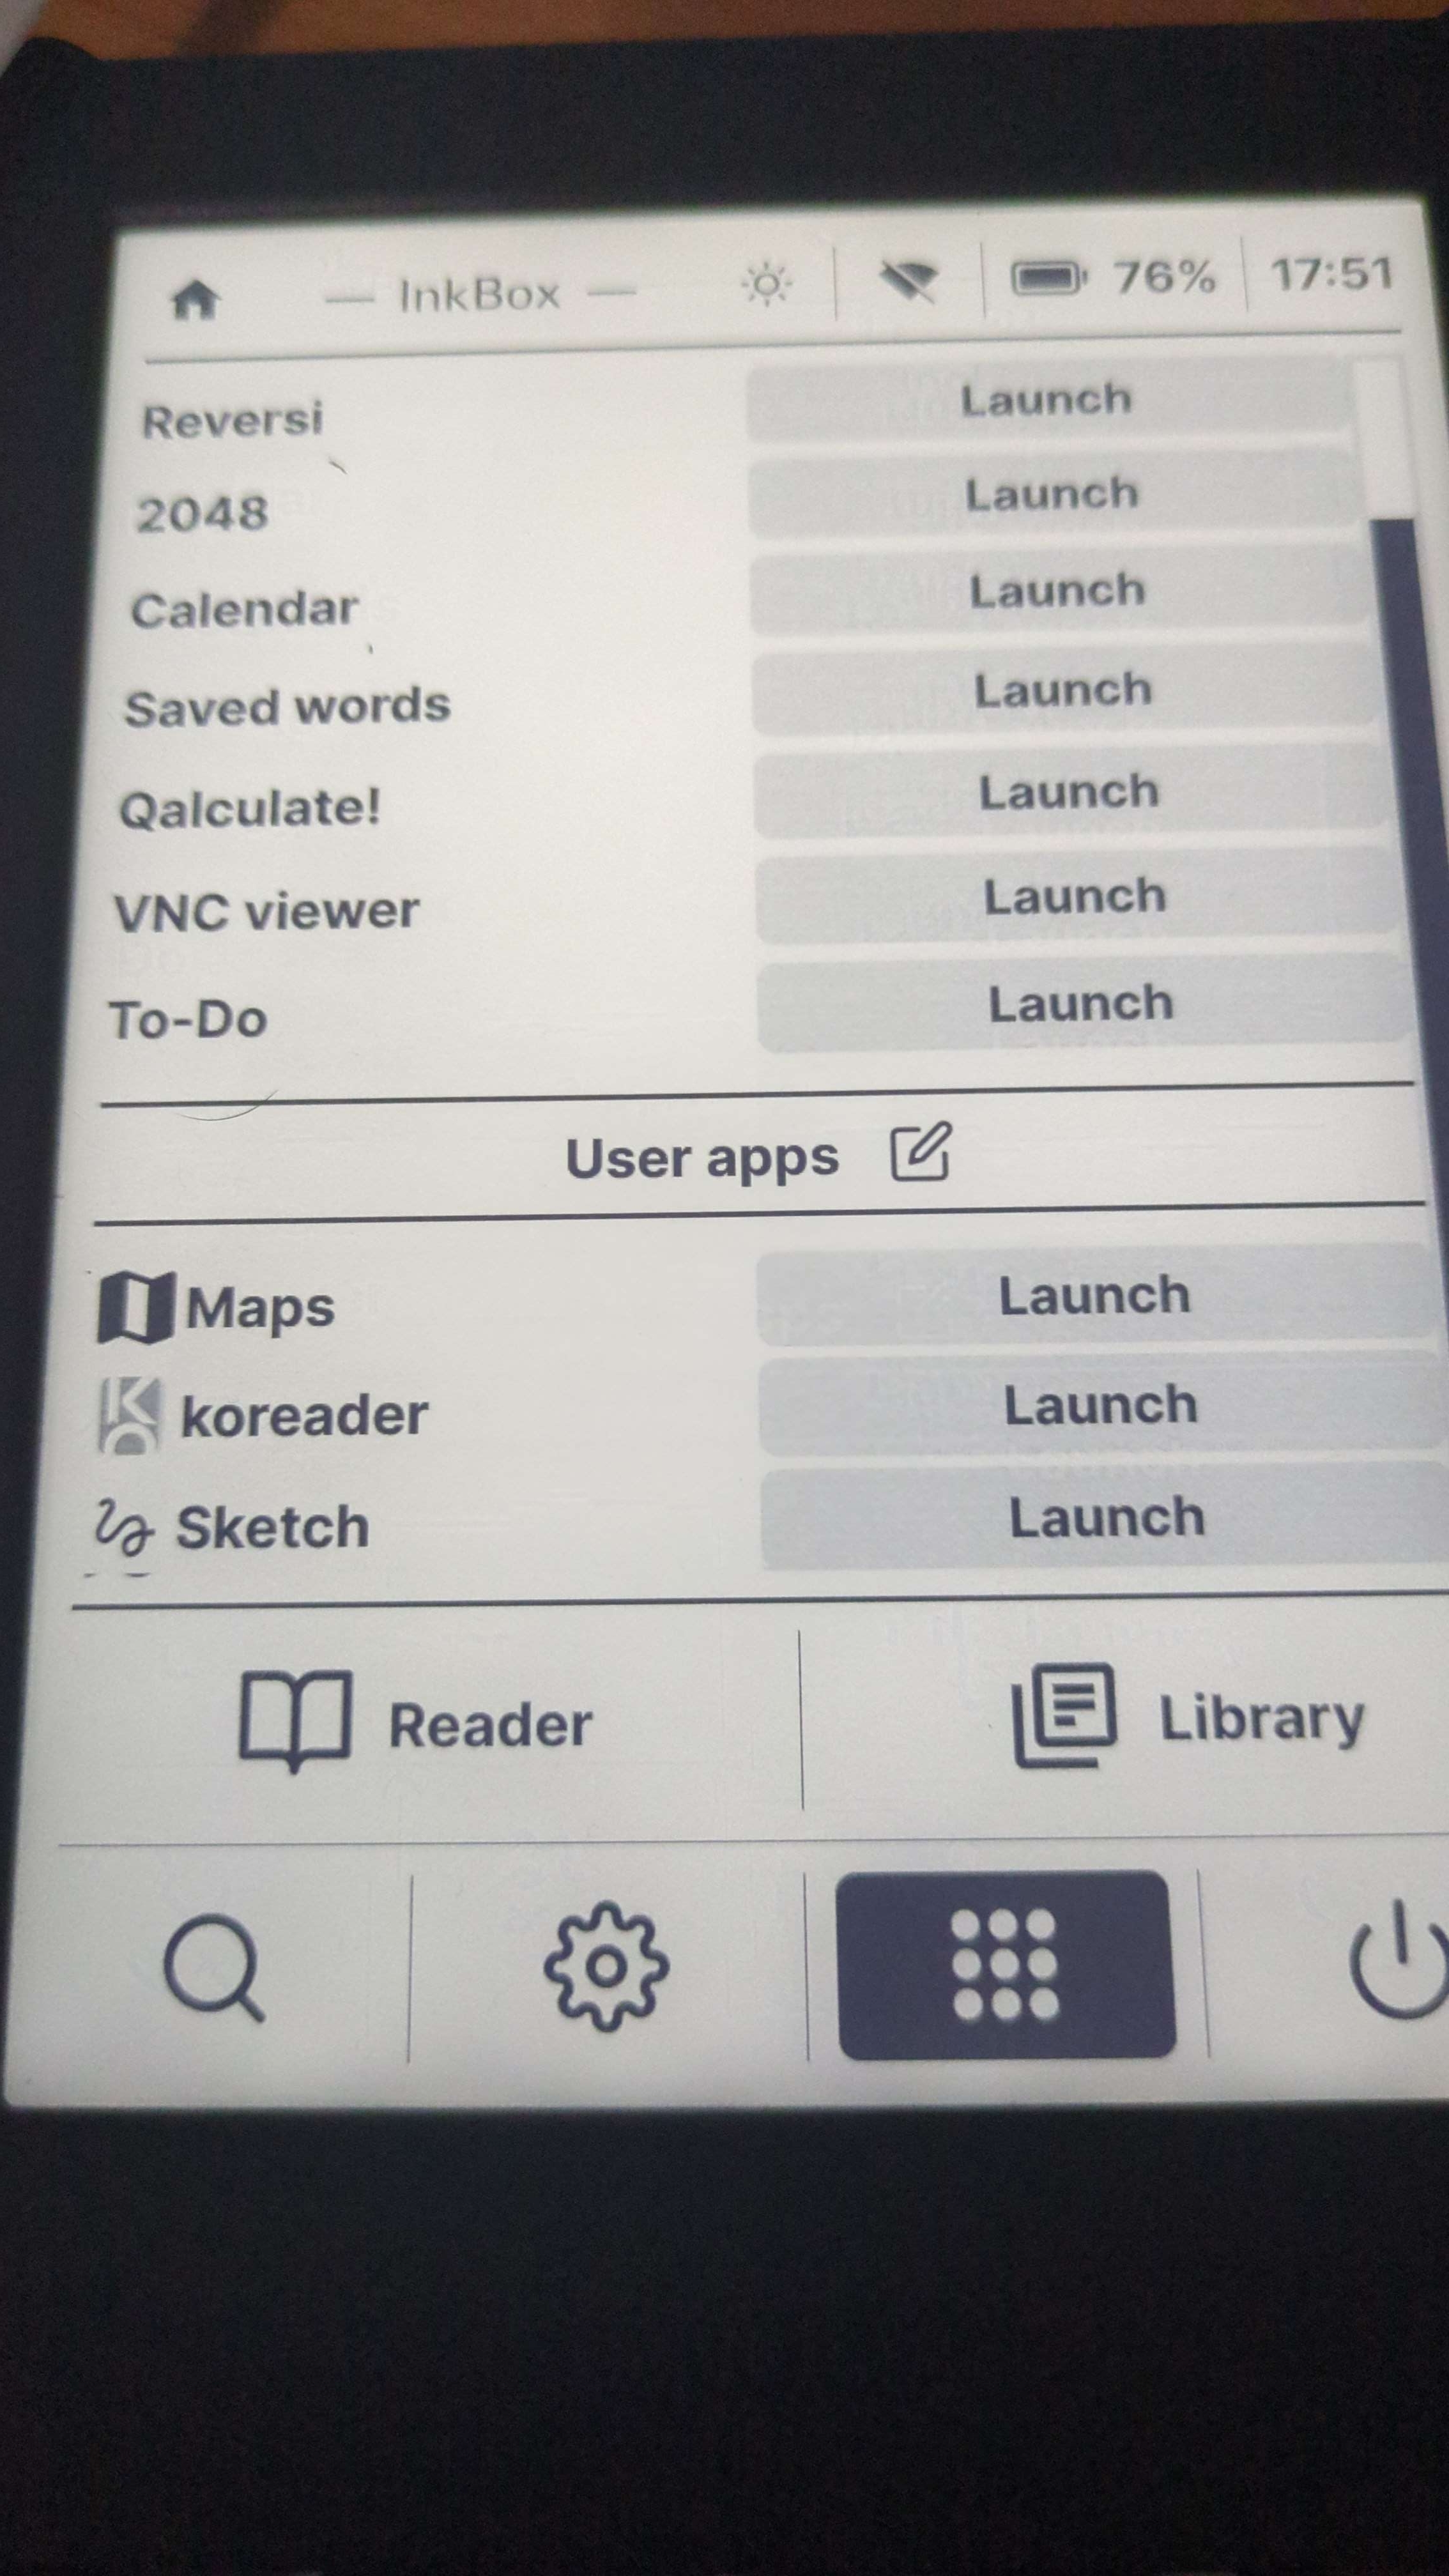 — InkBox — 76% 17:51
Reversi Launch
2048 Launch
Calendar Launch
Saved words Launch
Qalculate! Launch
VNC viewer Launch
To-Do Launch
User apps
Maps Launch
koreader Launch
Sketch Launch
Reader Library